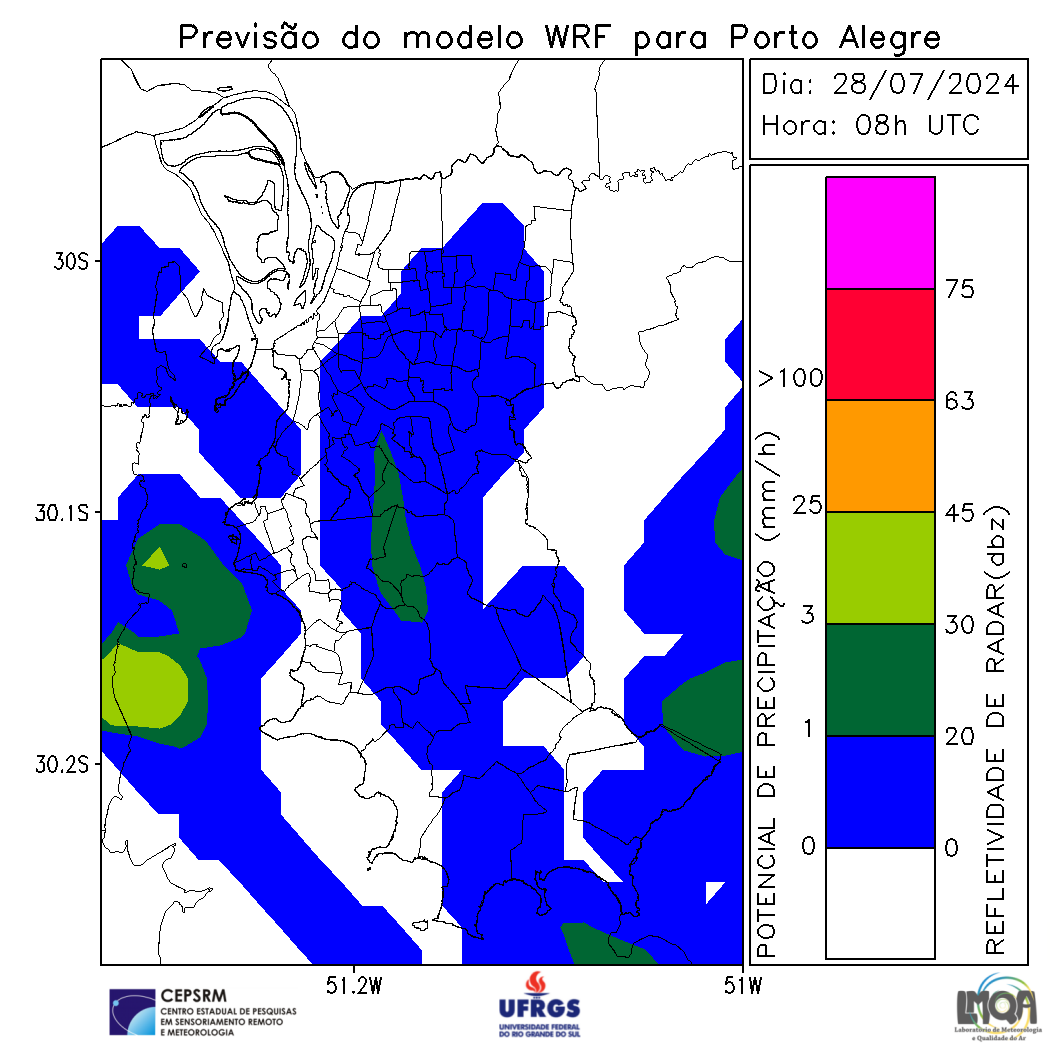 Previsão do modelo WRF para Porto Alegre
Dia: 28/07/2024
Hora: 08h UTC
30S
30.1S
30.2S
51.2W
51W
POTENCIAL DE PRECIPITAÇÃO (mm/h)
>100
25
3
1
0
75
63
45
30
20
0
REFLETIVIDADE DE RADAR(dbz)
CEPSRM
CENTRO ESTADUAL DE PESQUISAS
EM SENSORIAMENTO REMOTO
E METEOROLOGIA
UFRGS
UNIVERSIDADE FEDERAL
DO RIO GRANDE DO SUL
LMQA
Laboratório de Meteorologia
e Qualidade do Ar